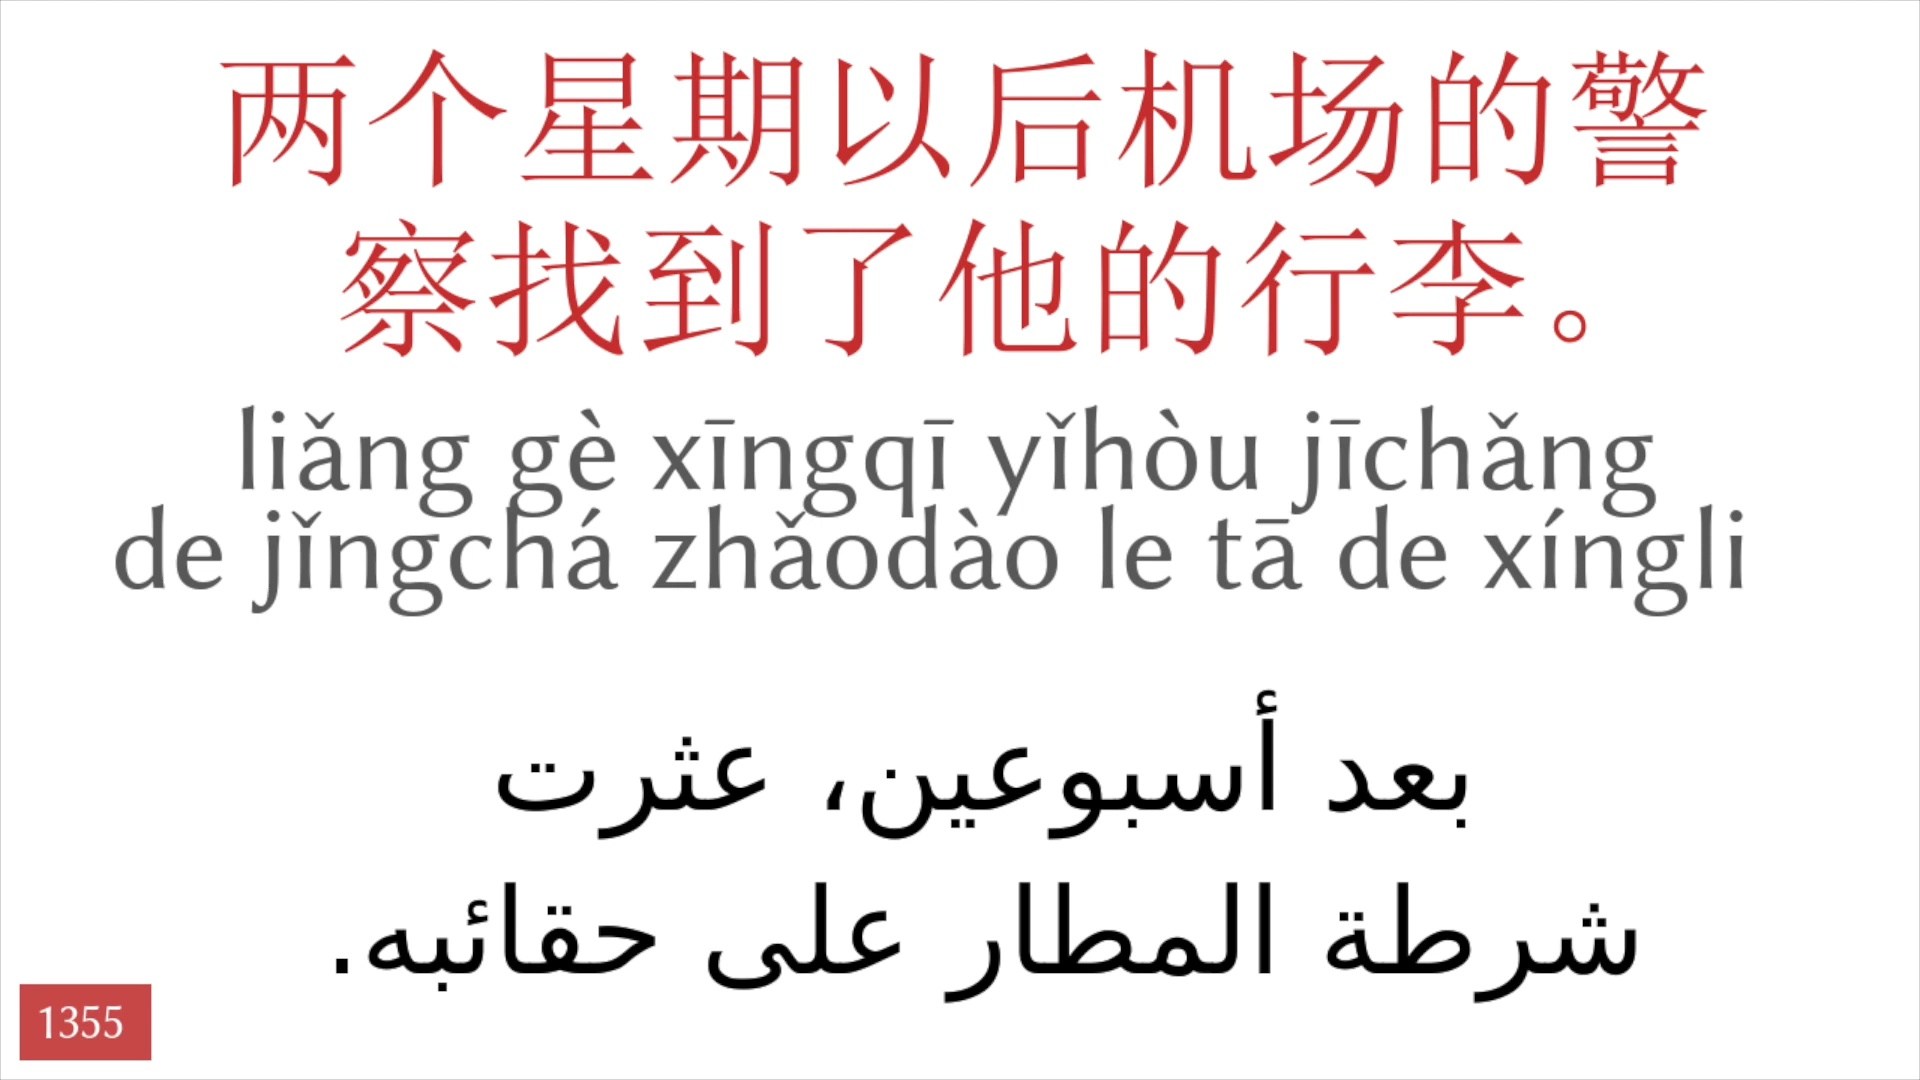 两个星期以后机场的警
察找到了他的行李。
liǎng gè xīngqī yǐhòu jīchǎng
de jǐngchá zhǎodào le tā de xíngli
بعد أسبوعين، عثرت
شرطة المطار على حقائبه.
1355